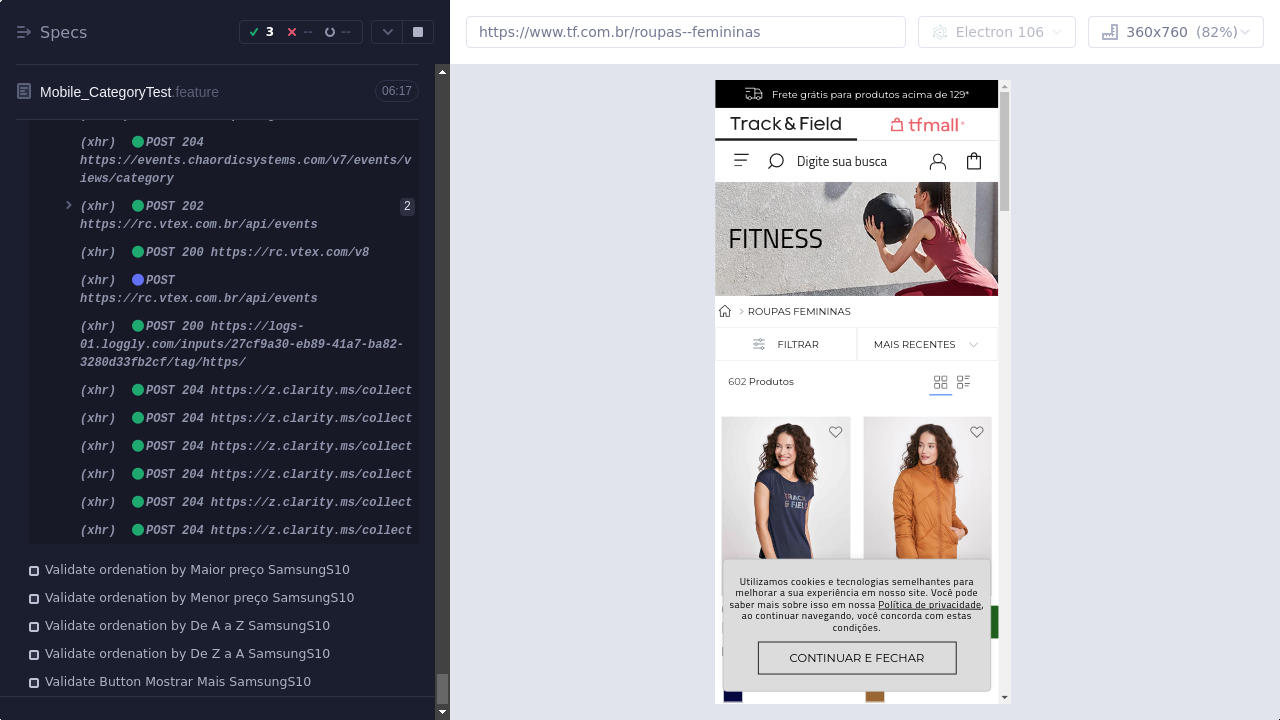 Specs
3
--
--
https://www.tf.com.br/roupas--femininas
Electron 106
360x760 (82%)
Mobile_CategoryTest.feature
06:17
(xhr) POST 204
https://events.chaordicsystems.com/v7/events/v
iews/category
(xhr) POST 202
2
https://rc.vtex.com.br/api/events
(xhr) POST 200 https://rc.vtex.com/v8
(xhr) POST
https://rc.vtex.com.br/api/events
(xhr) POST 200 https://logs-
01.loggly.com/inputs/27cf9a30-eb89-41a7-ba82-
3280d33fb2cf/tag/https/
(xhr) POST 204 https://z.clarity.ms/collect
(xhr) POST 204 https://z.clarity.ms/collect
(xhr) POST 204 https://z.clarity.ms/collect
(xhr) POST 204 https://z.clarity.ms/collect
(xhr) POST 204 https://z.clarity.ms/collect
(xhr) POST 204 https://z.clarity.ms/collect
Validate ordenation by Maior preço SamsungS10
Validate ordenation by Menor preço SamsungS10
Validate ordenation by De A a Z SamsungS10
Validate ordenation by De Z a A SamsungS10
Validate Button Mostrar Mais SamsungS10
Frete grátis para produtos acima de 129*
Track & Field
tfmall
Digite sua busca
FITNESS
ROUPAS FEMININAS
FILTRAR
MAIS RECENTES
602 Produtos
TRACK
& FIELD
Utilizamos cookies e tecnologias semelhantes para
melhorar a sua experiência em nosso site. Você pode
saber mais sobre isso em nossa Política de privacidade,
ao continuar navegando, você concorda com estas
condições.
CONTINUAR E FECHAR